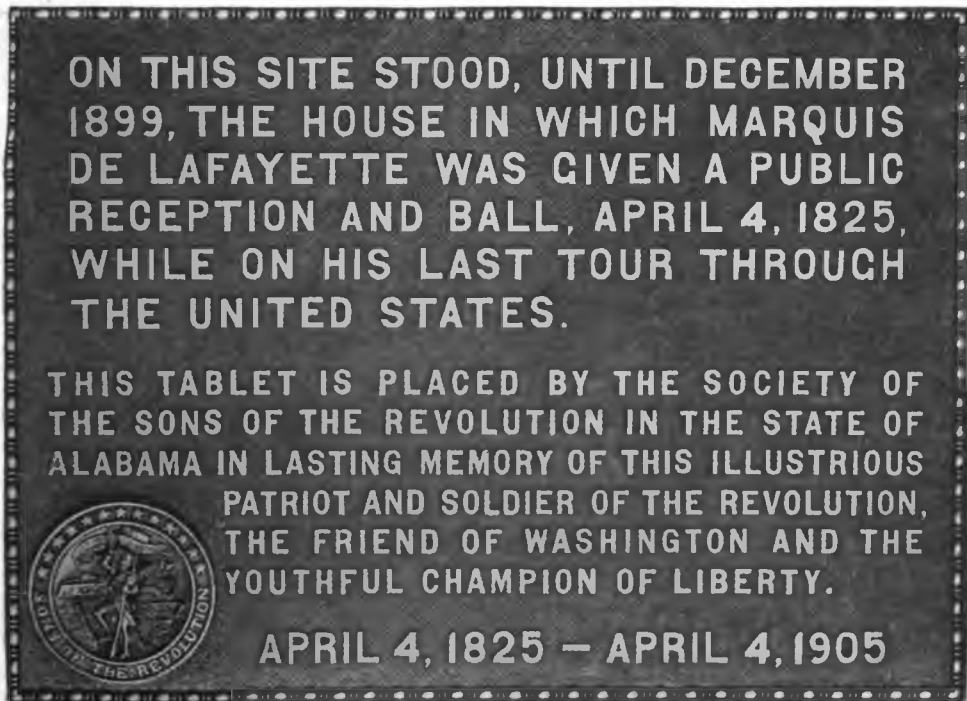 ON THIS SITE STOOD, UNTIL DECEMBER
1899, THE HOUSE IN WHICH MARQUIS
DE LAFAYETTE WAS GIVEN A PUBLIC
RECEPTION AND BALL, APRIL 4, 1825,
WHILE ON HIS LAST TOUR THROUGH
THE UNITED STATES.
THIS TABLET IS PLACED BY THE SOCIETY OF
THE SONS OF THE REVOLUTION IN THE STATE OF
ALABAMA IN LASTING MEMORY OF THIS ILLUSTRIOUS
PATRIOT AND SOLDIER OF THE REVOLUTION,
THE FRIEND OF WASHINGTON AND THE
YOUTHFUL CHAMPION OF LIBERTY.
SONS OF THE REVOLUTION
APRIL 4, 1825 – APRIL 4, 1905